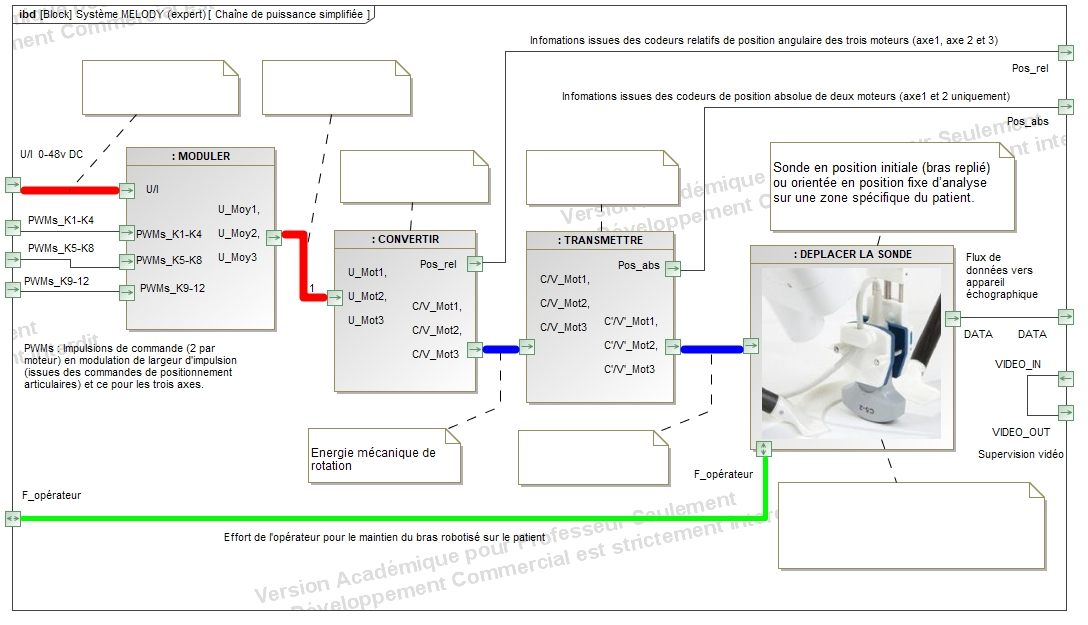 ibd [Block] Système MELODY (expert) [ Chaîne de puissance simplifiée ]
Infomations issues des codeurs relatifs de position angulaire des trois moteurs (axe1, axe 2 et 3)
Pos_rel
Infomations issues des codeurs de position absolue de deux moteurs (axe1 et 2 uniquement)
Pos_abs
U/I 0-48v DC
PWMs_K1-K4
PWMs_K5-K8
PWMs_K9-12
: MODULER
U/I
PWMs_K1-K4
PWMs_K5-K8
PWMs_K9-12
U_Moy1,
U_Moy2,
U_Moy3
1
: CONVERTIR
Pos_rel
U_Mot1,
U_Mot2,
U_Mot3
C/V_Mot1,
C/V_Mot2,
C/V_Mot3
: TRANSMETTRE
Pos_abs
C/V_Mot1,
C/V_Mot2,
C/V_Mot3
C'/V'_Mot1,
C'/V'_Mot2,
C'/V'_Mot3
Sonde en position initiale (bras replié)
ou orientée en position fixe d'analyse
sur une zone spécifique du patient.
: DEPLACER LA SONDE
C5-2
Flux de
données vers
appareil
échographique
DATA
DATA
VIDEO_IN
VIDEO_OUT
Supervision vidéo
PWMs : Impulsions de commande (2 par
moteur) en modulation de largeur d'impulsion
(issues des commandes de positionnement
articulaires) et ce pour les trois axes.
Energie mécanique de
rotation
F_opérateur
F_opérateur
Effort de l'opérateur pour le maintien du bras robotisé sur le patient
Version Académique pour Professeur Seulement
Développement Commercial est strictement Inter